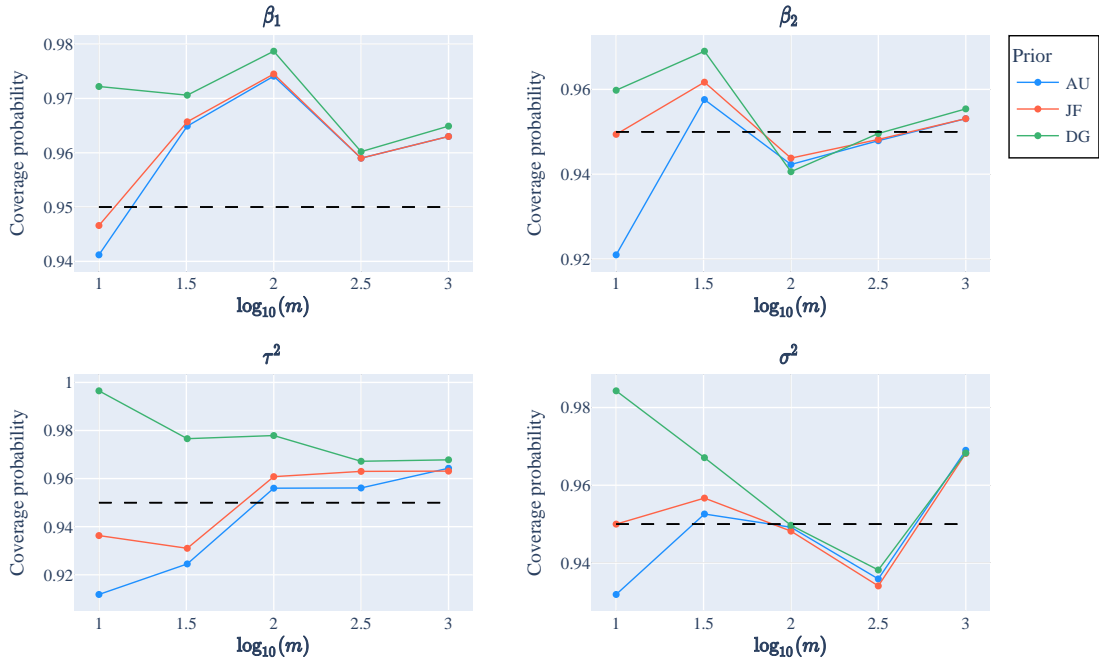 β₁
Coverage probability
0.98
0.97
0.96
0.95
0.94
1 1.5 2 2.5 3
log₁₀(m)
β₂
Coverage probability
0.96
0.94
0.92
1 1.5 2 2.5 3
log₁₀(m)
Prior
AU
JF
DG
τ²
Coverage probability
1
0.98
0.96
0.94
0.92
1 1.5 2 2.5 3
log₁₀(m)
σ²
Coverage probability
0.98
0.96
0.94
1 1.5 2 2.5 3
log₁₀(m)